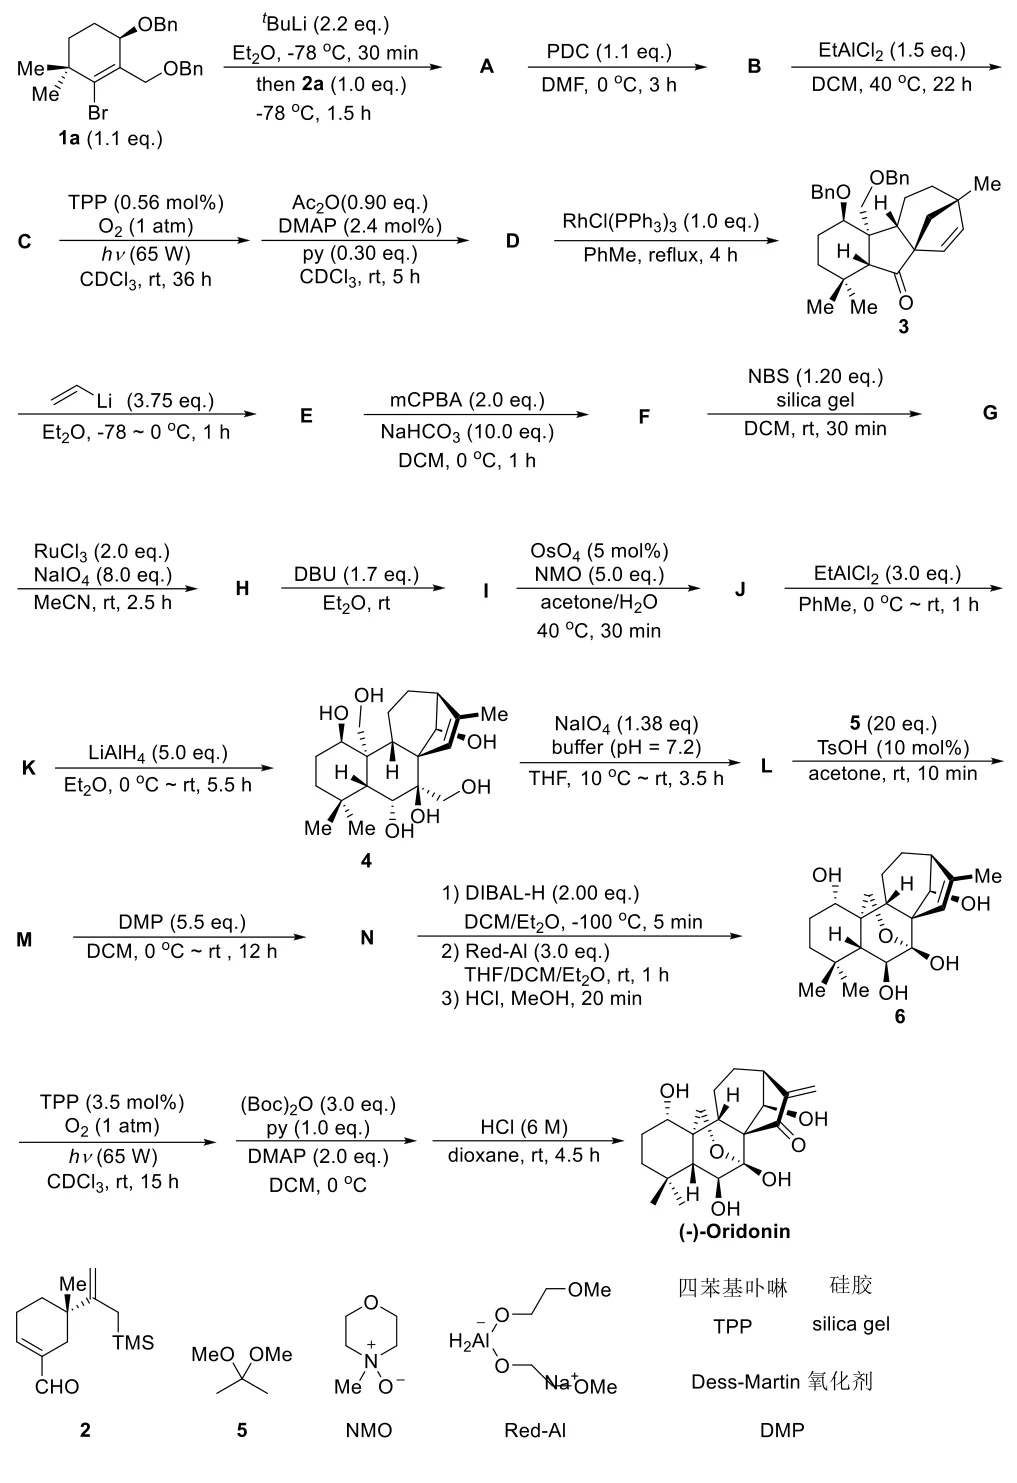 OBn
OBn
Me
Me
Br
1a (1.1 eq.)
tBuLi (2.2 eq.)
Et2O, -78 oC, 30 min
then 2a (1.0 eq.)
-78 oC, 1.5 h
A
PDC (1.1 eq.)
DMF, 0 oC, 3 h
B
EtAlCl2 (1.5 eq.)
DCM, 40 oC, 22 h
C
TPP (0.56 mol%)
O2 (1 atm)
hν (65 W)
CDCl3, rt, 36 h
Ac2O(0.90 eq.)
DMAP (2.4 mol%)
py (0.30 eq.)
CDCl3, rt, 5 h
D
RhCl(PPh3)3 (1.0 eq.)
PhMe, reflux, 4 h
BnO
OBn
H
Me
H
O
Me Me
3
Li (3.75 eq.)
Et2O, -78 ~ 0 oC, 1 h
E
mCPBA (2.0 eq.)
NaHCO3 (10.0 eq.)
DCM, 0 oC, 1 h
F
NBS (1.20 eq.)
silica gel
DCM, rt, 30 min
G
RuCl3 (2.0 eq.)
NaIO4 (8.0 eq.)
MeCN, rt, 2.5 h
H
DBU (1.7 eq.)
Et2O, rt
I
OsO4 (5 mol%)
NMO (5.0 eq.)
acetone/H2O
40 oC, 30 min
J
EtAlCl2 (3.0 eq.)
PhMe, 0 oC ~ rt, 1 h
K
LiAlH4 (5.0 eq.)
Et2O, 0 oC ~ rt, 5.5 h
OH
HO
Me
OH
H
H
OH
OH
Me Me
OH
4
NaIO4 (1.38 eq)
buffer (pH = 7.2)
THF, 10 oC ~ rt, 3.5 h
L
5 (20 eq.)
TsOH (10 mol%)
acetone, rt, 10 min
M
DMP (5.5 eq.)
DCM, 0 oC ~ rt , 12 h
N
1) DIBAL-H (2.00 eq.)
DCM/Et2O, -100 oC, 5 min
2) Red-Al (3.0 eq.)
THF/DCM/Et2O, rt, 1 h
3) HCl, MeOH, 20 min
OH
H
Me
OH
H
O
OH
Me Me
OH
6
TPP (3.5 mol%)
O2 (1 atm)
hν (65 W)
CDCl3, rt, 15 h
(Boc)2O (3.0 eq.)
py (1.0 eq.)
DMAP (2.0 eq.)
DCM, 0 oC
HCl (6 M)
dioxane, rt, 4.5 h
OH
H
OH
O
O
OH
H
OH
(-)-Oridonin
Me
TMS
CHO
2
MeO OMe
5
O
N+
Me O−
NMO
OMe
O
H2Al−
O
Na+
OMe
Red-Al
四苯基卟啉
TPP
硅胶
silica gel
Dess-Martin 氧化剂
DMP